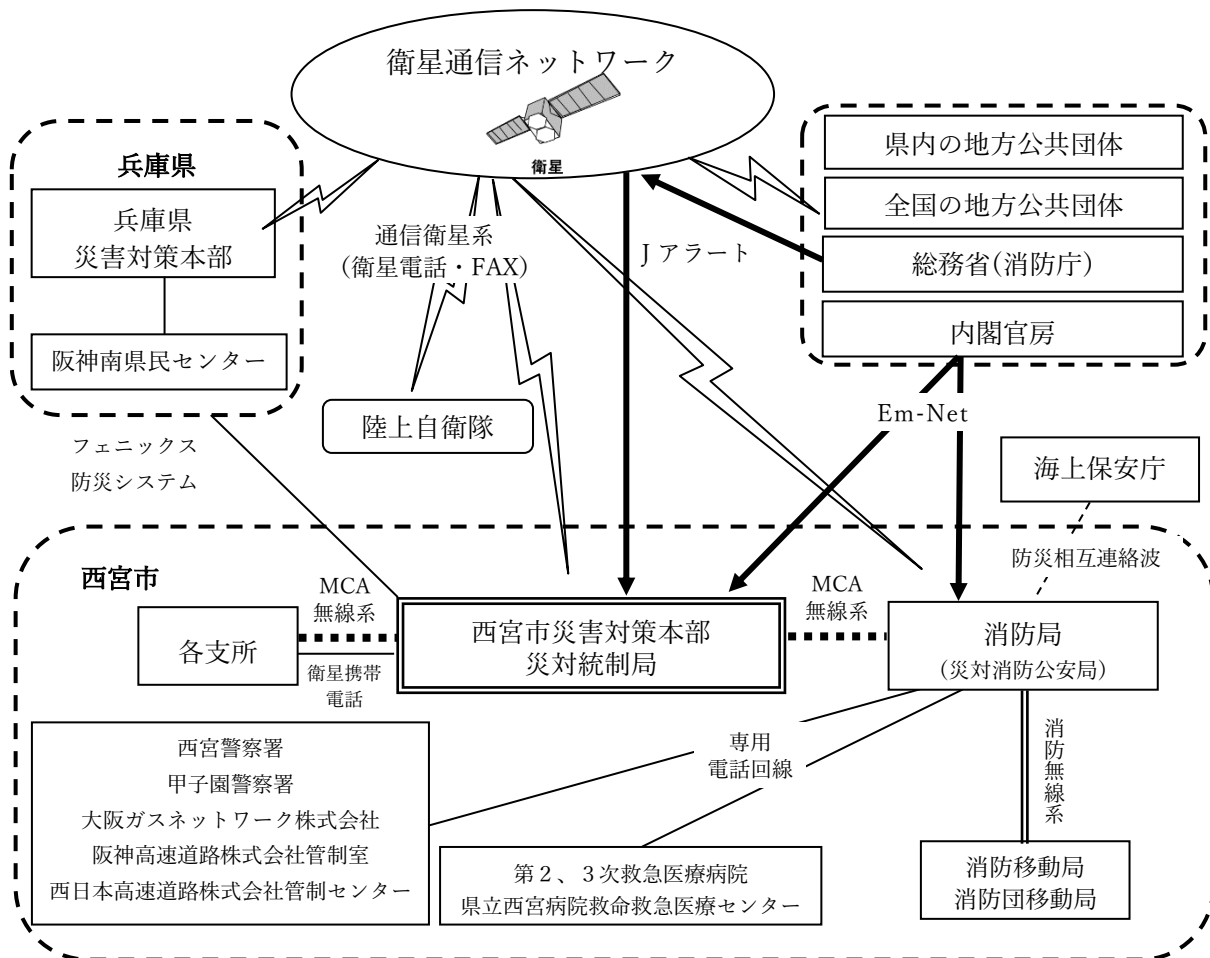 衛星通信ネットワーク
衛星
兵庫県
兵庫県
災害対策本部
阪神南県民センター
県内の地方公共団体
全国の地方公共団体
総務省(消防庁)
内閣官房
通信衛星系
(衛星電話・FAX)
J アラート
陸上自衛隊
Em-Net
フェニックス
防災システム
海上保安庁
防災相互連絡波
西宮市
MCA
無線系
各支所
衛星携帯
電話
西宮市災害対策本部
災対統制局
MCA
無線系
消防局
(災対消防公安局)
西宮警察署
甲子園警察署
大阪ガスネットワーク株式会社
阪神高速道路株式会社管制室
西日本高速道路株式会社管制センター
専用
電話回線
第２、３次救急医療病院
県立西宮病院救命救急医療センター
消防無線系
消防移動局
消防団移動局